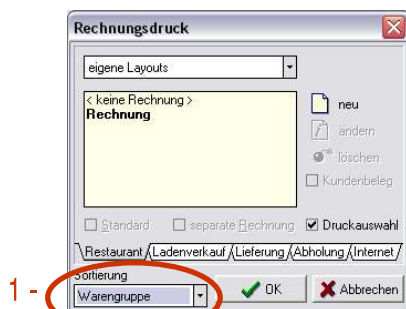 Rechnungsdruck
eigene Layouts
< keine Rechnung >
Rechnung
neu
ändern
löschen
Kundenbeleg
Standard separate Rechnung Druckauswahl
Restaurant Ladenverkauf Lieferung Abholung Internet
Sortierung
1 - Warengruppe OK Abbrechen